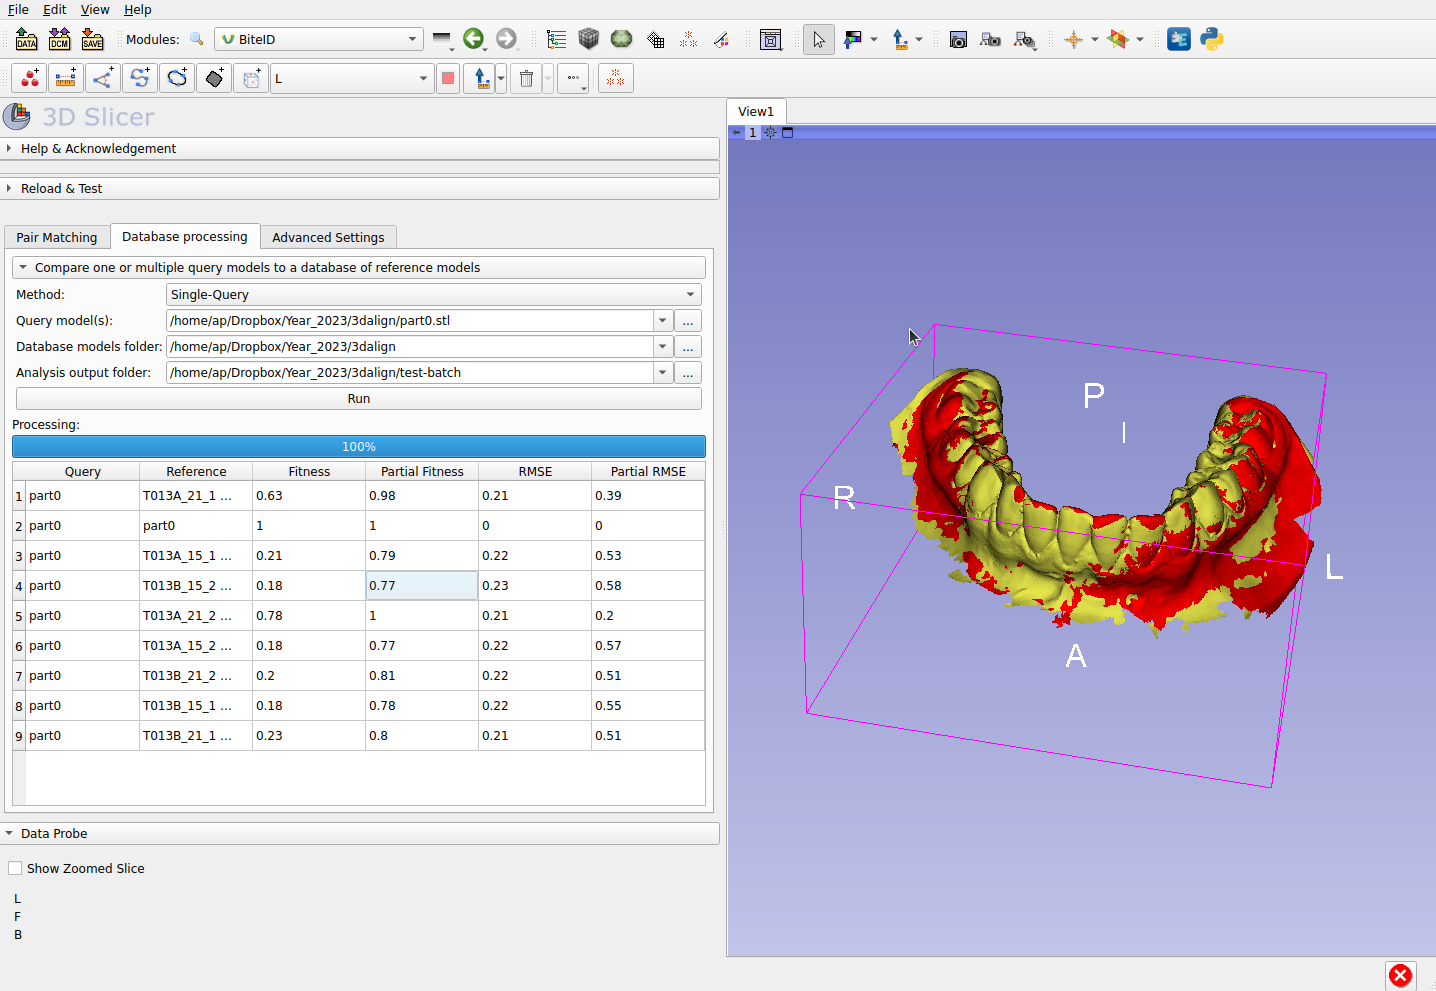 File Edit View Help
DATA DCM SAVE Modules: BiteID
L
3D Slicer
Help & Acknowledgement
Reload & Test
Pair Matching Database processing Advanced Settings
Compare one or multiple query models to a database of reference models
Method: Single-Query
Query model(s): /home/ap/Dropbox/Year_2023/3dalign/part0.stl ...
Database models folder: /home/ap/Dropbox/Year_2023/3dalign ...
Analysis output folder: /home/ap/Dropbox/Year_2023/3dalign/test-batch ...
Run
Processing:
100%
Query Reference Fitness Partial Fitness RMSE Partial RMSE
1 part0 T013A_21_1 ... 0.63 0.98 0.21 0.39
2 part0 part0 1 1 0 0
3 part0 T013A_15_1 ... 0.21 0.79 0.22 0.53
4 part0 T013B_15_2 ... 0.18 0.77 0.23 0.58
5 part0 T013A_21_2 ... 0.78 1 0.21 0.2
6 part0 T013A_15_2 ... 0.18 0.77 0.22 0.57
7 part0 T013B_21_2 ... 0.2 0.81 0.22 0.51
8 part0 T013B_15_1 ... 0.18 0.78 0.22 0.55
9 part0 T013B_21_1 ... 0.23 0.8 0.21 0.51
Data Probe
Show Zoomed Slice
L
F
B
View1
1
P
I
R
L
A